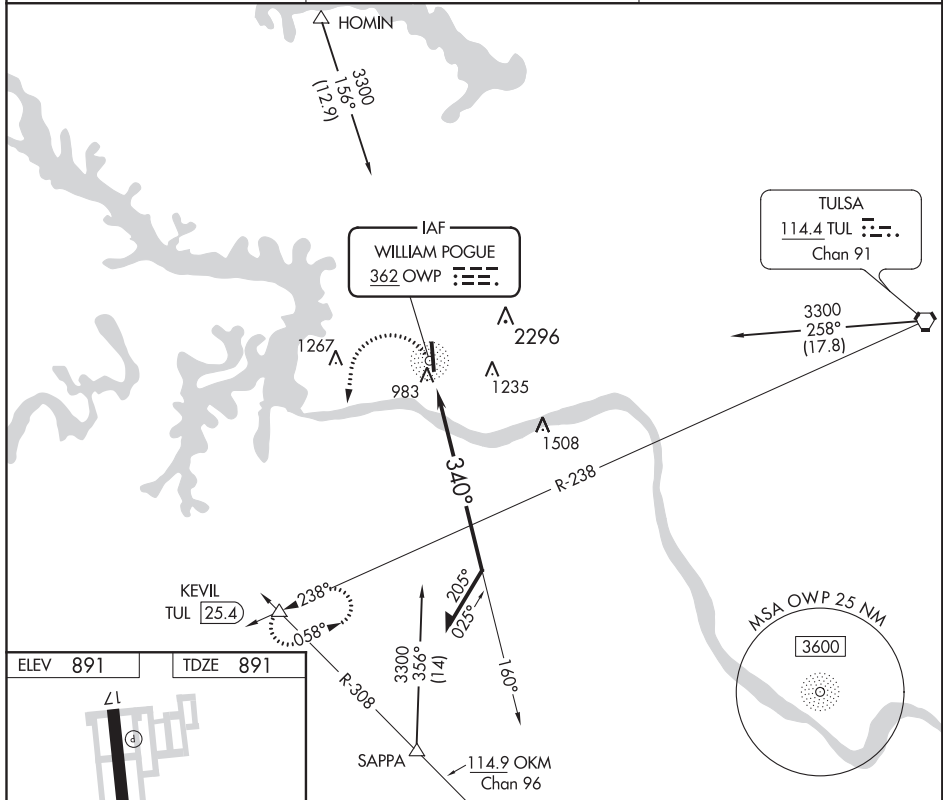 HOMIN
3300
156°
(12.9)
IAF
WILLIAM POGUE
362 OWP
TULSA
114.4 TUL
Chan 91
3300
258°
(17.8)
2296
1267
983
1235
1508
340°
R-238
KEVIL
TUL 25.4
238°
058°
205°
025°
160°
3300
356°
(14)
R-308
SAPPA
114.9 OKM
Chan 96
MSA OWP 25 NM
3600
ELEV 891
TDZE 891
17
P